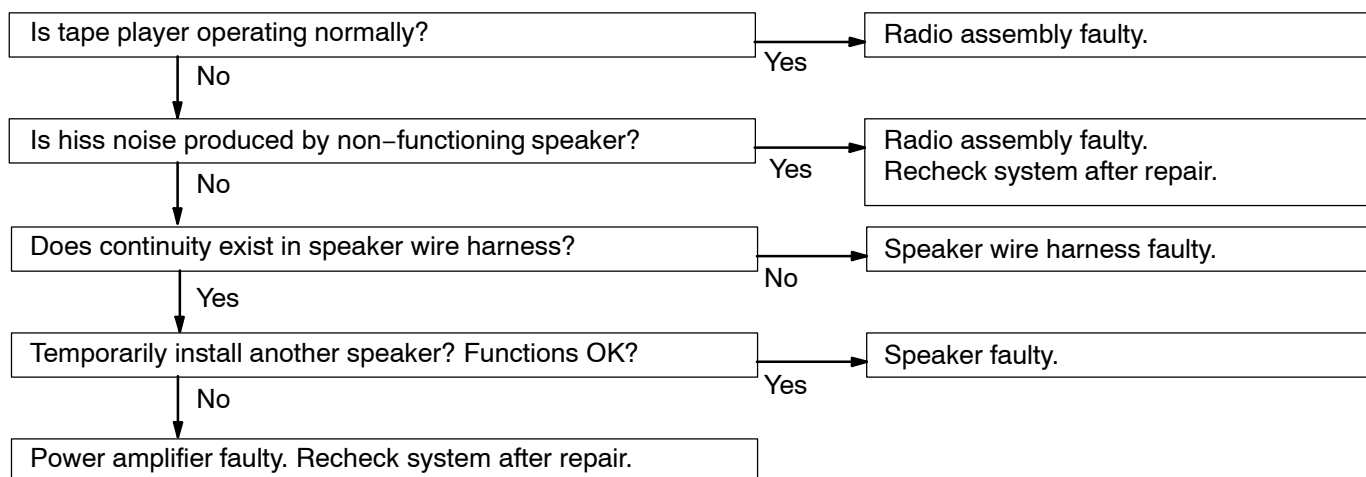 Is tape player operating normally?
Yes
Radio assembly faulty.
No
Is hiss noise produced by non−functioning speaker?
Yes
Radio assembly faulty.
Recheck system after repair.
No
Does continuity exist in speaker wire harness?
No
Speaker wire harness faulty.
Yes
Temporarily install another speaker? Functions OK?
Yes
Speaker faulty.
No
Power amplifier faulty. Recheck system after repair.